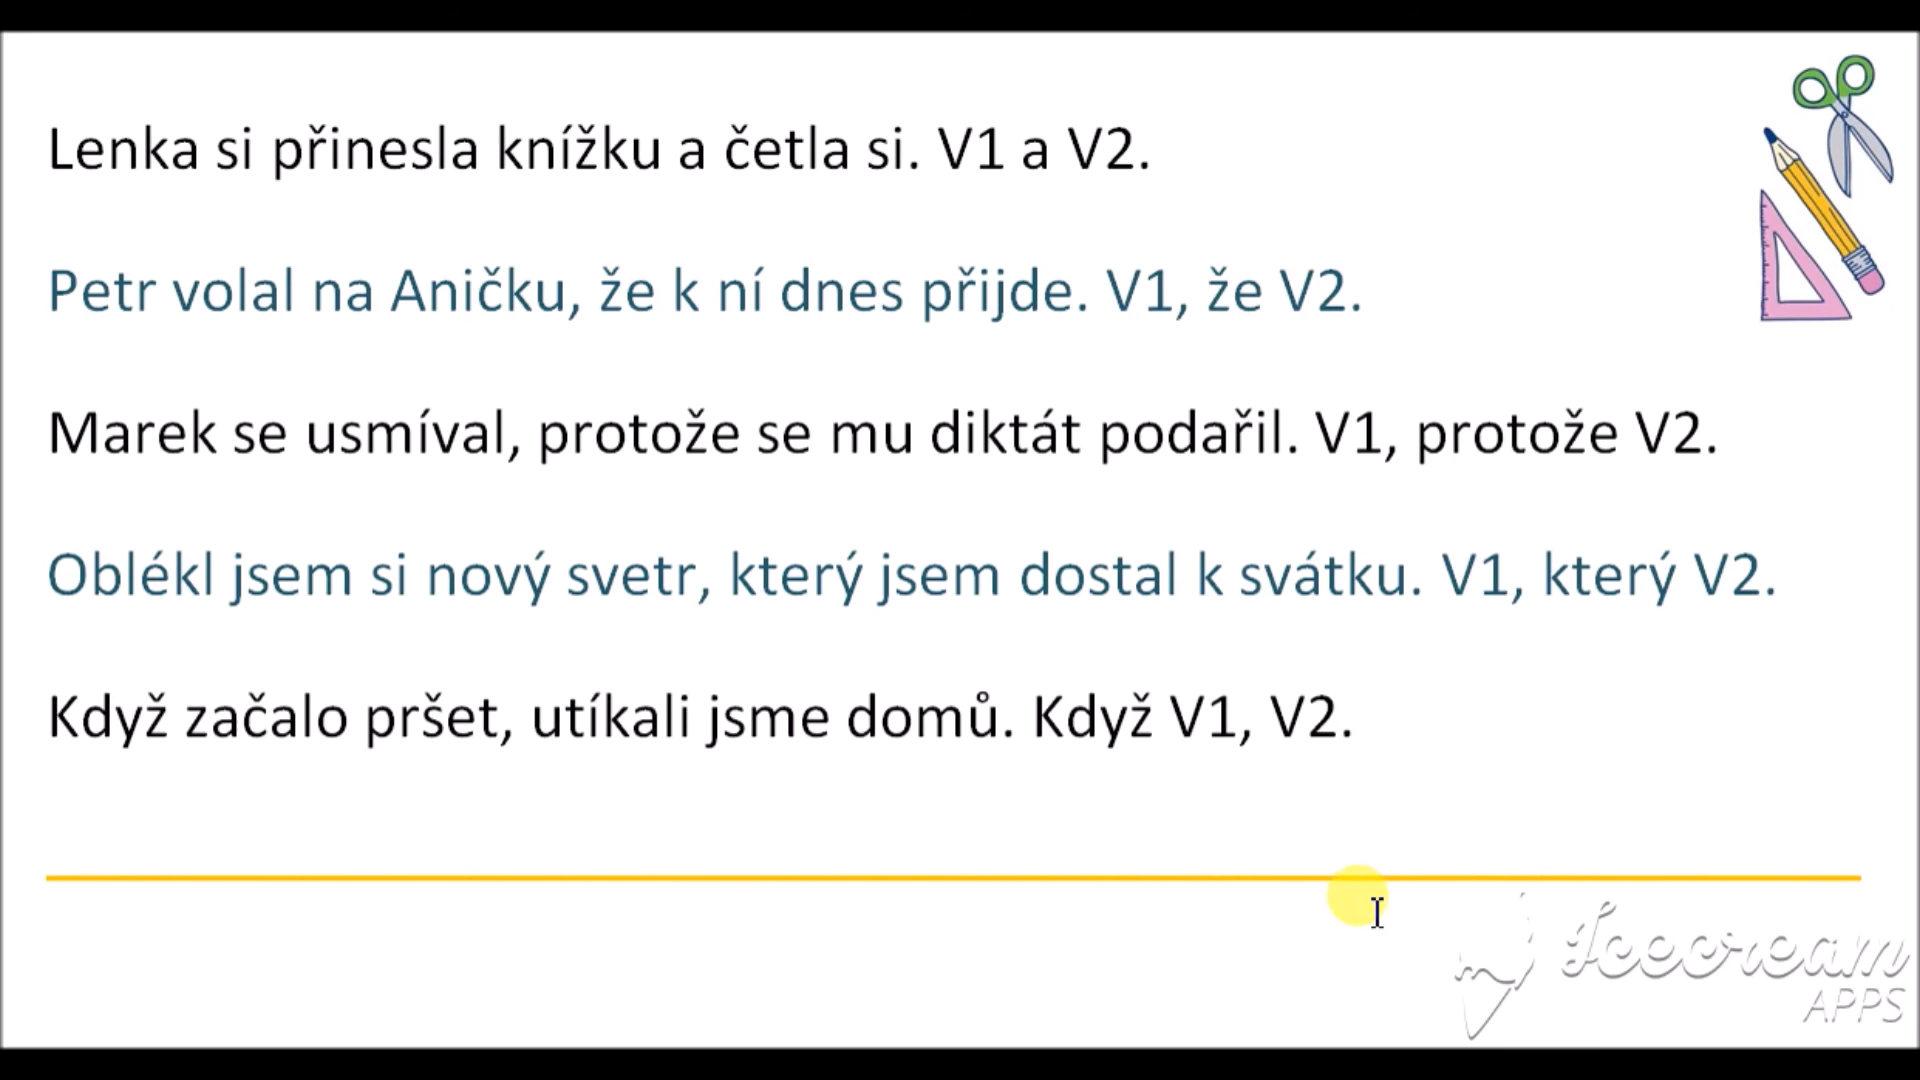 Lenka si přinesla knížku a četla si. V1 a V2.
Petr volal na Aničku, že k ní dnes přijde. V1, že V2.
Marek se usmíval, protože se mu diktát podařil. V1, protože V2.
Oblékl jsem si nový svetr, který jsem dostal k svátku. V1, který V2.
Když začalo pršet, utíkali jsme domů. Když V1, V2.
Icecream
APPS